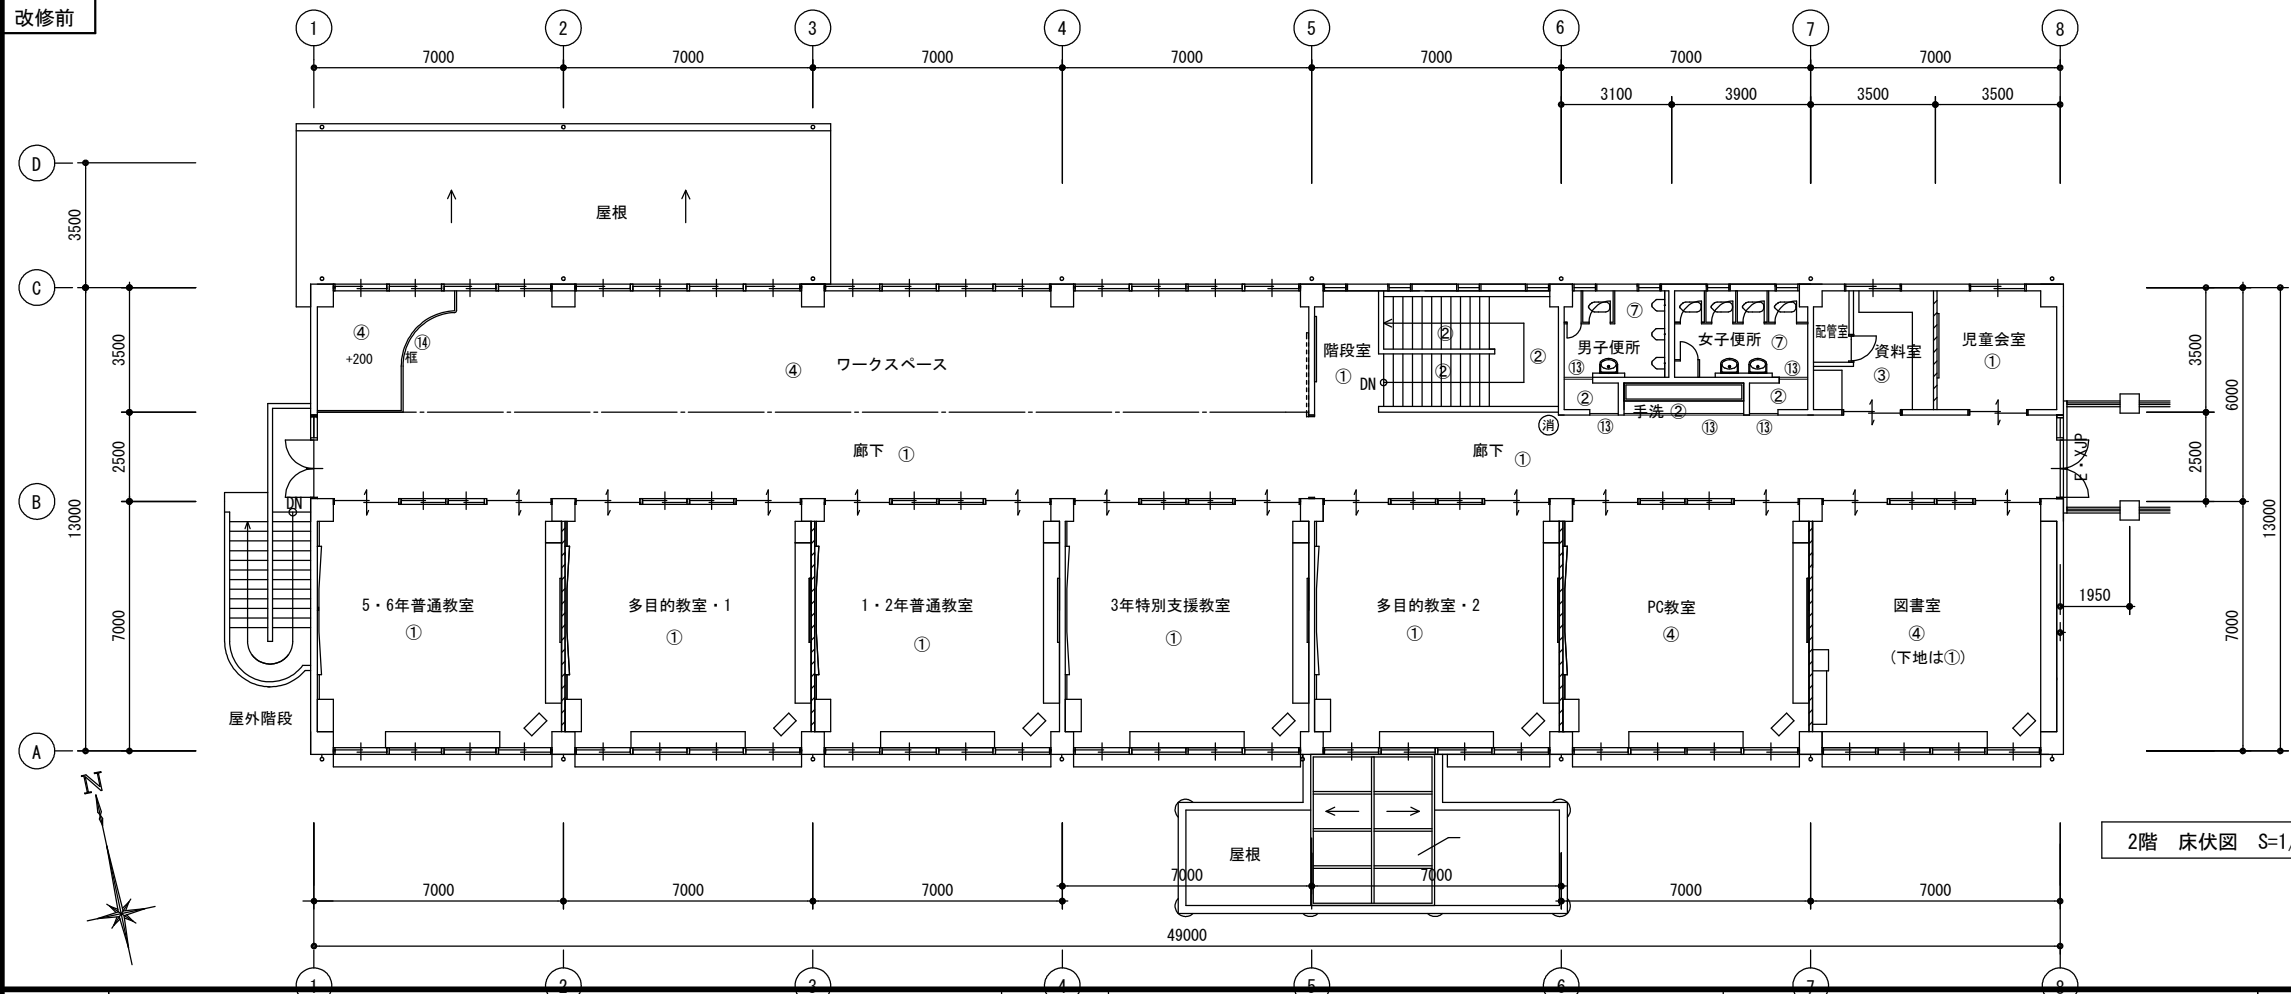 改修前
1 2 3 4 5 6 7 8
7000 7000 7000 7000 7000 7000 7000
3100 3900 3500 3500
D
C
B
A
3500
13000
3500
2500
7000
屋根
④
+200
⑭
框
④ ワークスペース
階段室
①
DN
②
②
②
⑦
男子便所
⑬
②
女子便所
⑦
⑬
②
手洗 ②
配管室
資料室
③
児童会室
①
消
⑬ ⑬ ⑬
廊下 ①
廊下 ①
DN
E・XJP
3500
6000
2500
13000
7000
1950
5・6年普通教室
①
多目的教室・1
①
1・2年普通教室
①
3年特別支援教室
①
多目的教室・2
①
PC教室
④
図書室
④
(下地は①)
屋外階段
N
屋根
2階 床伏図 S=1/
7000 7000 7000 7000 7000 7000 7000
49000
1 2 3 4 5 6 7 8